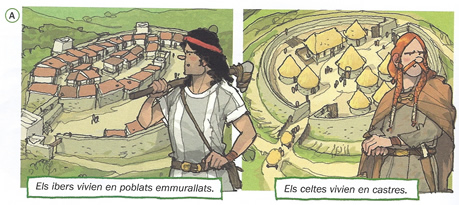 A
Els ibers vivien en poblats emmurallats.
Els celtes vivien en castres.